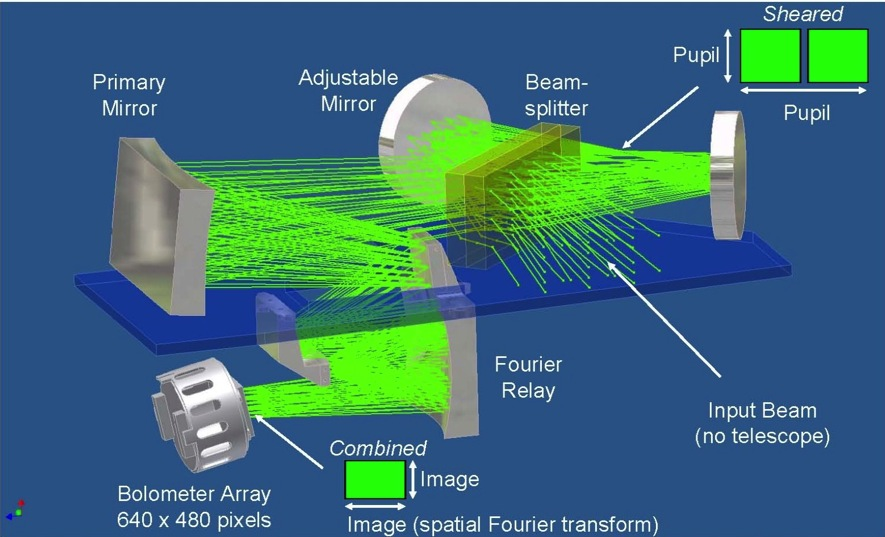 Sheared
Pupil
Pupil
Primary
Mirror
Adjustable
Mirror
Beam-
splitter
Fourier
Relay
Input Beam
(no telescope)
Combined
Image
Image (spatial Fourier transform)
Bolometer Array
640 x 480 pixels